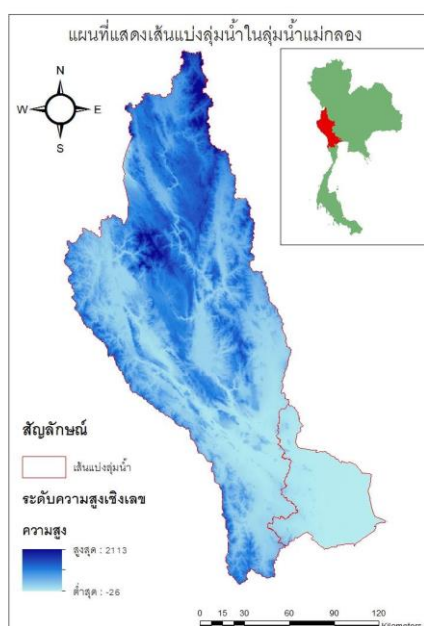 แผนที่แสดงเส้นแบ่งลุ่มน้ำในลุ่มน้ำแม่กลอง
N
W E
S
สัญลักษณ์
เส้นแบ่งลุ่มน้ำ
ระดับความสูงเชิงเลข
ความสูง
สูงสุด : 2113
ต่ำสุด : -26
0 15 30 60 90 120
Kilometers